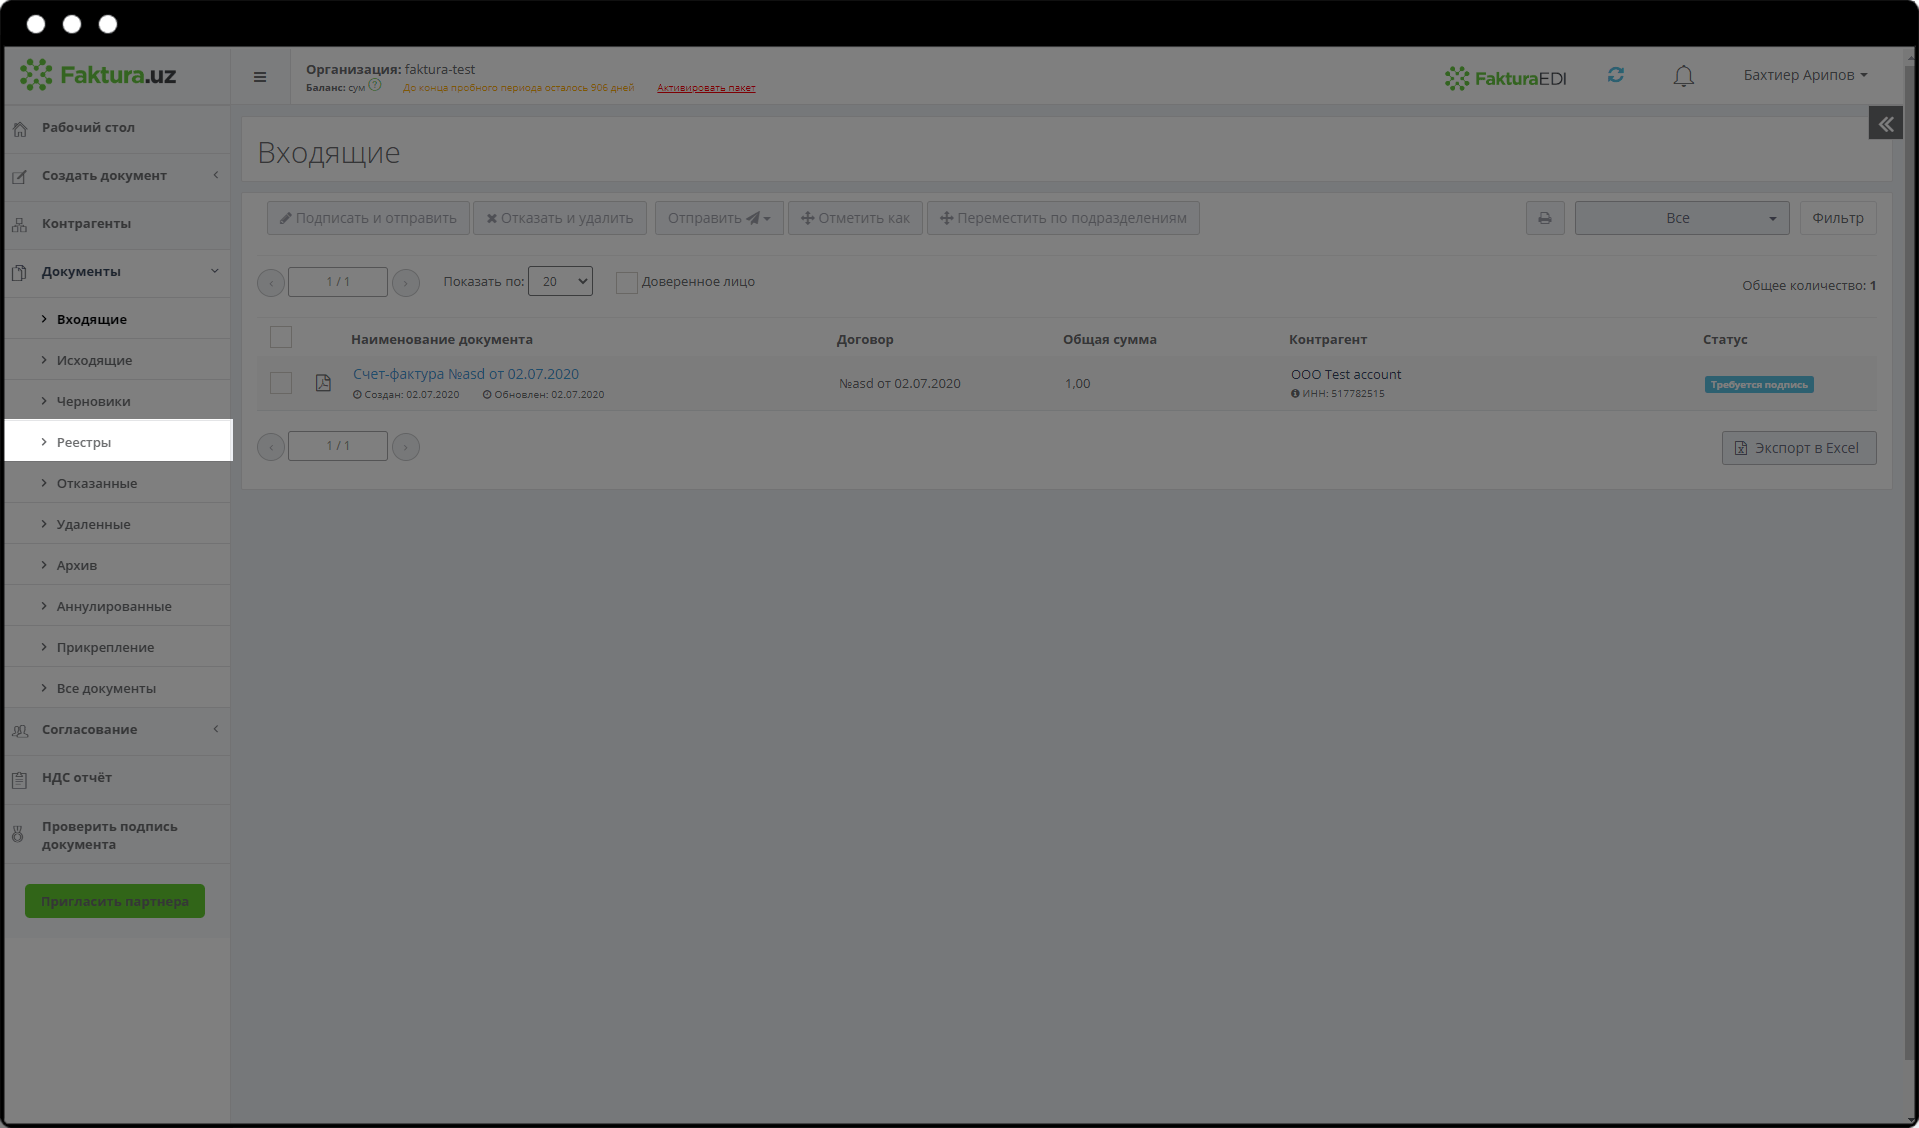 Faktura.uz
Организация: faktura-test
Баланс: сум ? До конца пробного периода осталось 906 дней Активировать пакет
FakturaEDI
Бахтиер Арипов
Рабочий стол
Создать документ
Контрагенты
Документы
Входящие
Исходящие
Черновики
Реестры
Отказанные
Удаленные
Архив
Аннулированные
Прикрепление
Все документы
Согласование
НДС отчёт
Проверить подпись
документа
Пригласить партнера
Входящие
Подписать и отправить Отказать и удалить Отправить Отметить как Переместить по подразделениям Все Фильтр
1 / 1 Показать по: 20 Доверенное лицо Общее количество: 1
Наименование документа Договор Общая сумма Контрагент Статус
Счет-фактура №asd от 02.07.2020 №asd от 02.07.2020 1,00 ООО Test account Требуется подпись
Создан: 02.07.2020 Обновлен: 02.07.2020 ИНН: 517782515
1 / 1 Экспорт в Excel